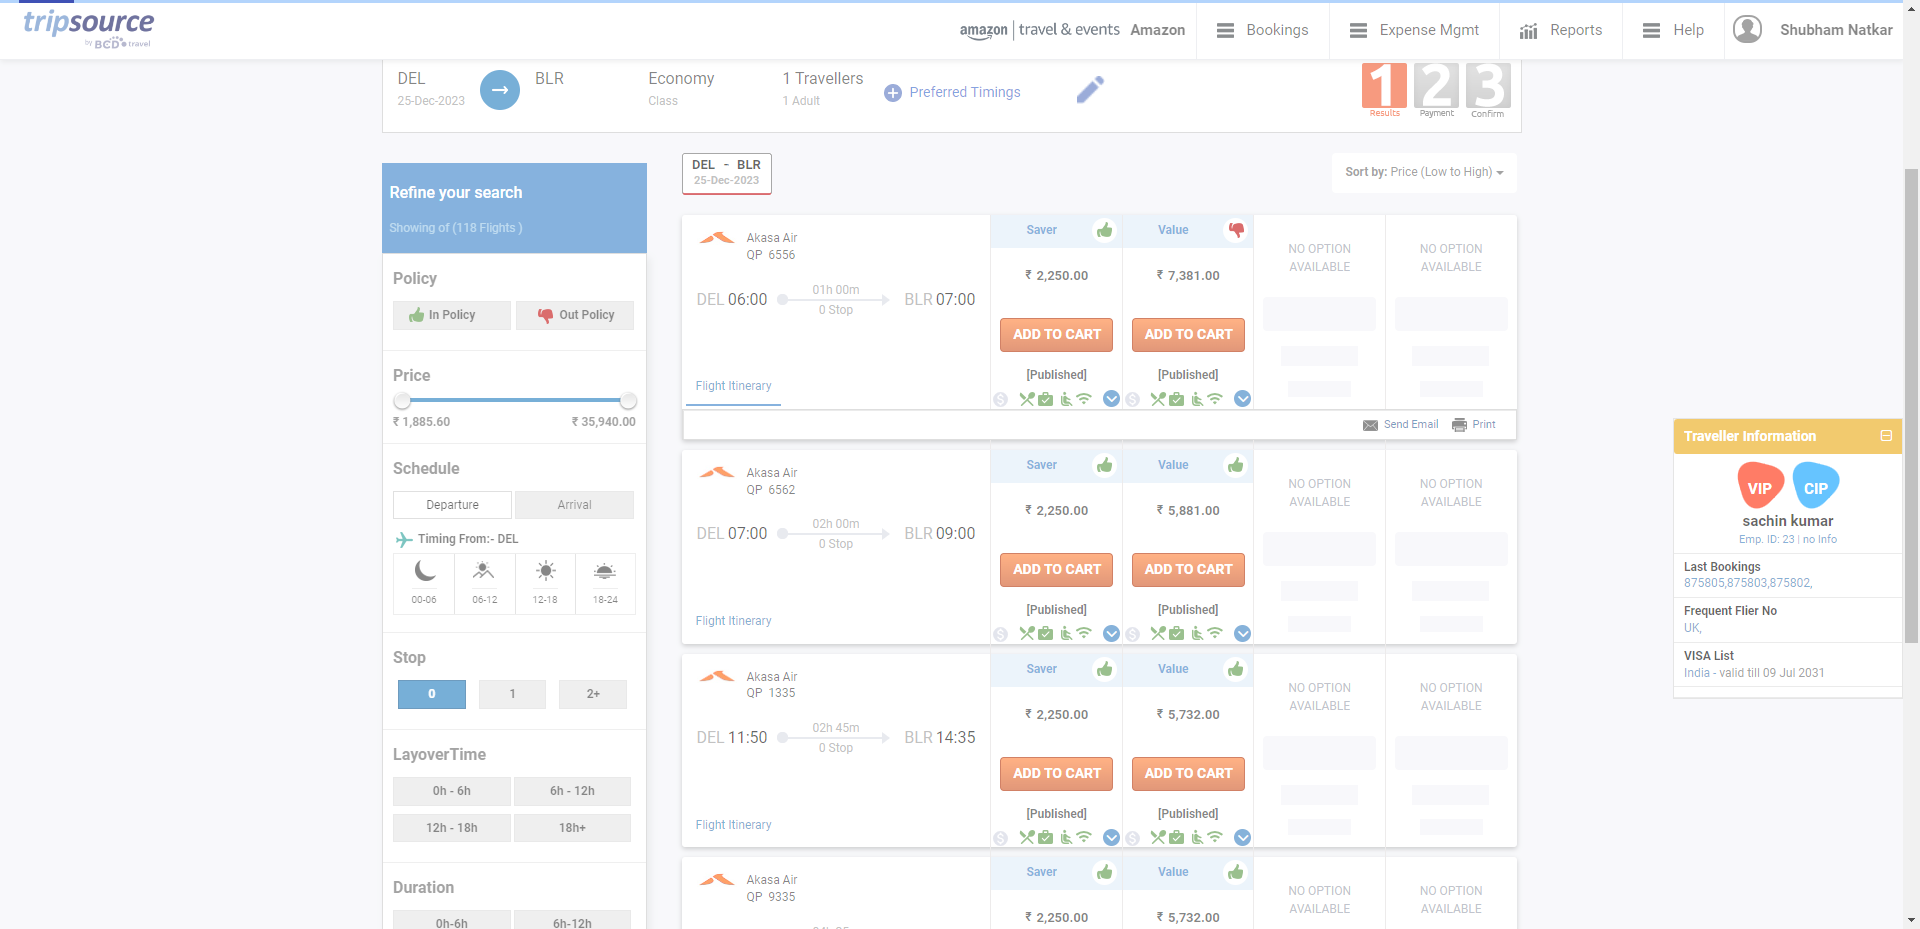 tripsource
by BCD travel
amazon | travel & events Amazon
Bookings
Expense Mgmt
Reports
Help
Shubham Natkar
DEL
25-Dec-2023
BLR
Economy
Class
1 Travellers
1 Adult
Preferred Timings
1 2 3
Results Payment Confirm
Refine your search
Showing of (118 Flights )
Policy
In Policy Out Policy
Price
₹ 1,885.60 ₹ 35,940.00
Schedule
Departure Arrival
Timing From:- DEL
00-06 06-12 12-18 18-24
Stop
0 1 2+
LayoverTime
0h - 6h 6h - 12h
12h - 18h 18h+
Duration
0h-6h 6h-12h
DEL - BLR
25-Dec-2023
Sort by: Price (Low to High)
Akasa Air
QP 6556
DEL 06:00
01h 00m
0 Stop
BLR 07:00
Flight Itinerary
Saver
₹ 2,250.00
ADD TO CART
[Published]
Value
₹ 7,381.00
ADD TO CART
[Published]
NO OPTION
AVAILABLE
NO OPTION
AVAILABLE
Send Email Print
Akasa Air
QP 6562
DEL 07:00
02h 00m
0 Stop
BLR 09:00
Flight Itinerary
Saver
₹ 2,250.00
ADD TO CART
[Published]
Value
₹ 5,881.00
ADD TO CART
[Published]
NO OPTION
AVAILABLE
NO OPTION
AVAILABLE
Akasa Air
QP 1335
DEL 11:50
02h 45m
0 Stop
BLR 14:35
Flight Itinerary
Saver
₹ 2,250.00
ADD TO CART
[Published]
Value
₹ 5,732.00
ADD TO CART
[Published]
NO OPTION
AVAILABLE
NO OPTION
AVAILABLE
Akasa Air
QP 9335
Saver
₹ 2,250.00
Value
₹ 5,732.00
NO OPTION
AVAILABLE
NO OPTION
AVAILABLE
Traveller Information
VIP CIP
sachin kumar
Emp. ID: 23 | no Info
Last Bookings
875805,875803,875802,
Frequent Flier No
UK,
VISA List
India - valid till 09 Jul 2031